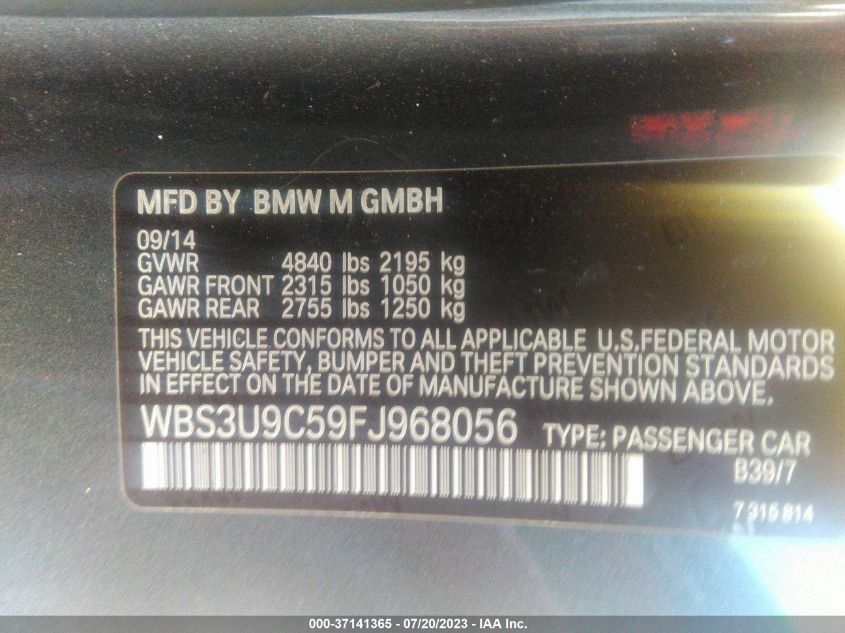 MFD BY BMW M GMBH
09/14
GVWR 4840 lbs 2195 kg
GAWR FRONT 2315 lbs 1050 kg
GAWR REAR 2755 lbs 1250 kg
THIS VEHICLE CONFORMS TO ALL APPLICABLE U.S.FEDERAL MOTOR
VEHICLE SAFETY, BUMPER AND THEFT PREVENTION STANDARDS
IN EFFECT ON THE DATE OF MANUFACTURE SHOWN ABOVE.
WBS3U9C59FJ968056 TYPE: PASSENGER CAR
B39/7
7 315 814
000-37141365 / 07/20/2023 - IAA Inc.